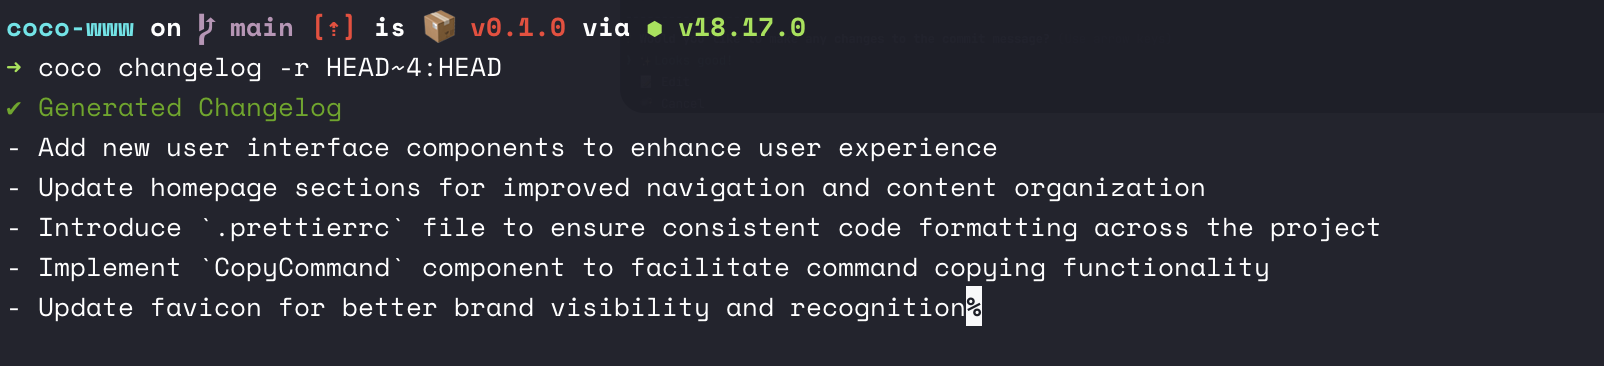 coco-www on main [⇡] is 📦 v0.1.0 via ⬢ v18.17.0
➜ coco changelog -r HEAD~4:HEAD
✔ Generated Changelog
- Add new user interface components to enhance user experience
- Update homepage sections for improved navigation and content organization
- Introduce `.prettierrc` file to ensure consistent code formatting across the project
- Implement `CopyCommand` component to facilitate command copying functionality
- Update favicon for better brand visibility and recognition%